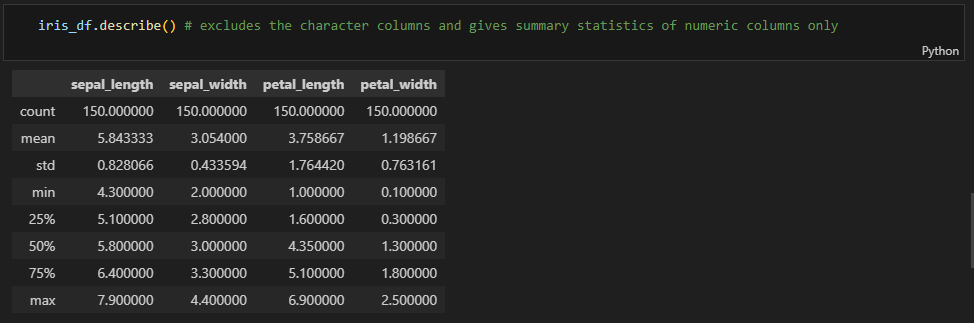 iris_df.describe() # excludes the character columns and gives summary statistics of numeric columns only
Python
sepal_length sepal_width petal_length petal_width
count 150.000000 150.000000 150.000000 150.000000
mean 5.843333 3.054000 3.758667 1.198667
std 0.828066 0.433594 1.764420 0.763161
min 4.300000 2.000000 1.000000 0.100000
25% 5.100000 2.800000 1.600000 0.300000
50% 5.800000 3.000000 4.350000 1.300000
75% 6.400000 3.300000 5.100000 1.800000
max 7.900000 4.400000 6.900000 2.500000